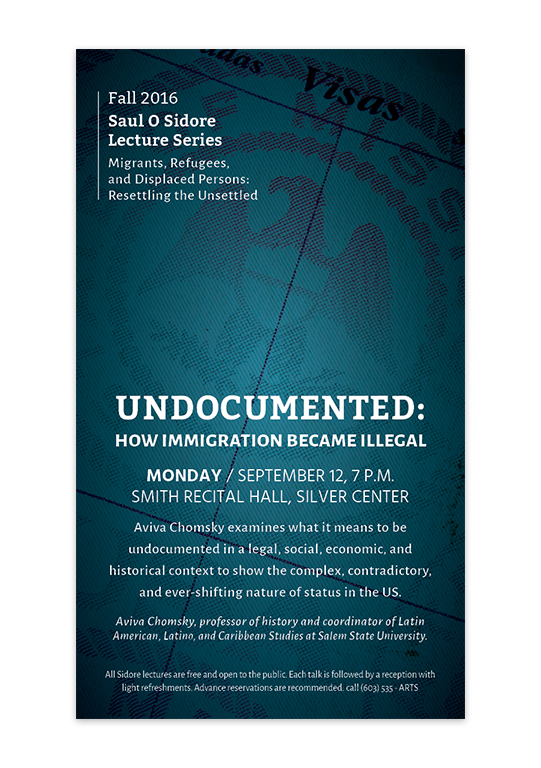 Visas
Fall 2016
Saul O Sidore
Lecture Series
Migrants, Refugees,
and Displaced Persons:
Resettling the Unsettled
UNDOCUMENTED:
HOW IMMIGRATION BECAME ILLEGAL
MONDAY / SEPTEMBER 12, 7 P.M.
SMITH RECITAL HALL, SILVER CENTER
Aviva Chomsky examines what it means to be
undocumented in a legal, social, economic, and
historical context to show the complex, contradictory,
and ever-shifting nature of status in the US.
Aviva Chomsky, professor of history and coordinator of Latin
American, Latino, and Caribbean Studies at Salem State University.
All Sidore lectures are free and open to the public. Each talk is followed by a reception with
light refreshments. Advance reservations are recommended, call (603) 535 - ARTS